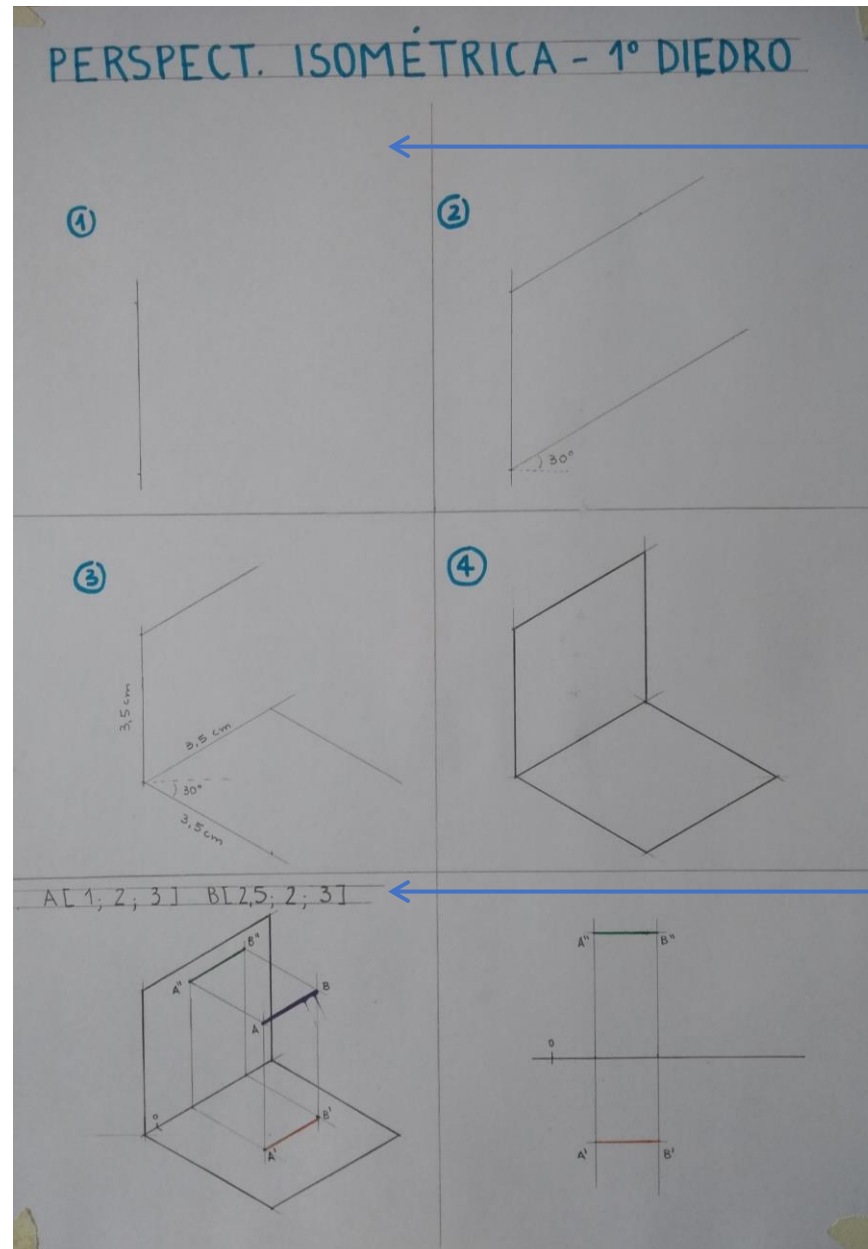 PERSPECT. ISOMÉTRICA - 1º DIEDRO
1
2
30°
3
3,5 cm
3,5 cm
30°
3,5 cm
4
A[ 1; 2; 3 ] B[2,5; 2; 3]
B"
A"
B
A
0
B'
A'
A" B"
0
A' B'